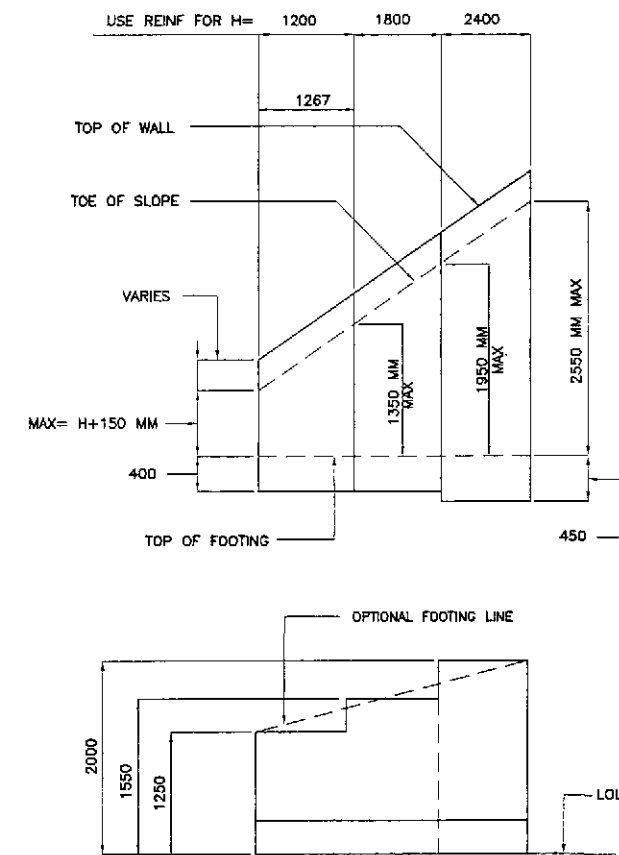 USE REINF FOR H= 1200 1800 2400
1267
TOP OF WALL
TOE OF SLOPE
VARIES
1350 MM
MAX
1950 MM
MAX
2550 MM MAX
MAX= H+150 MM
400
TOP OF FOOTING
450
OPTIONAL FOOTING LINE
2000
1550
1250
LOL